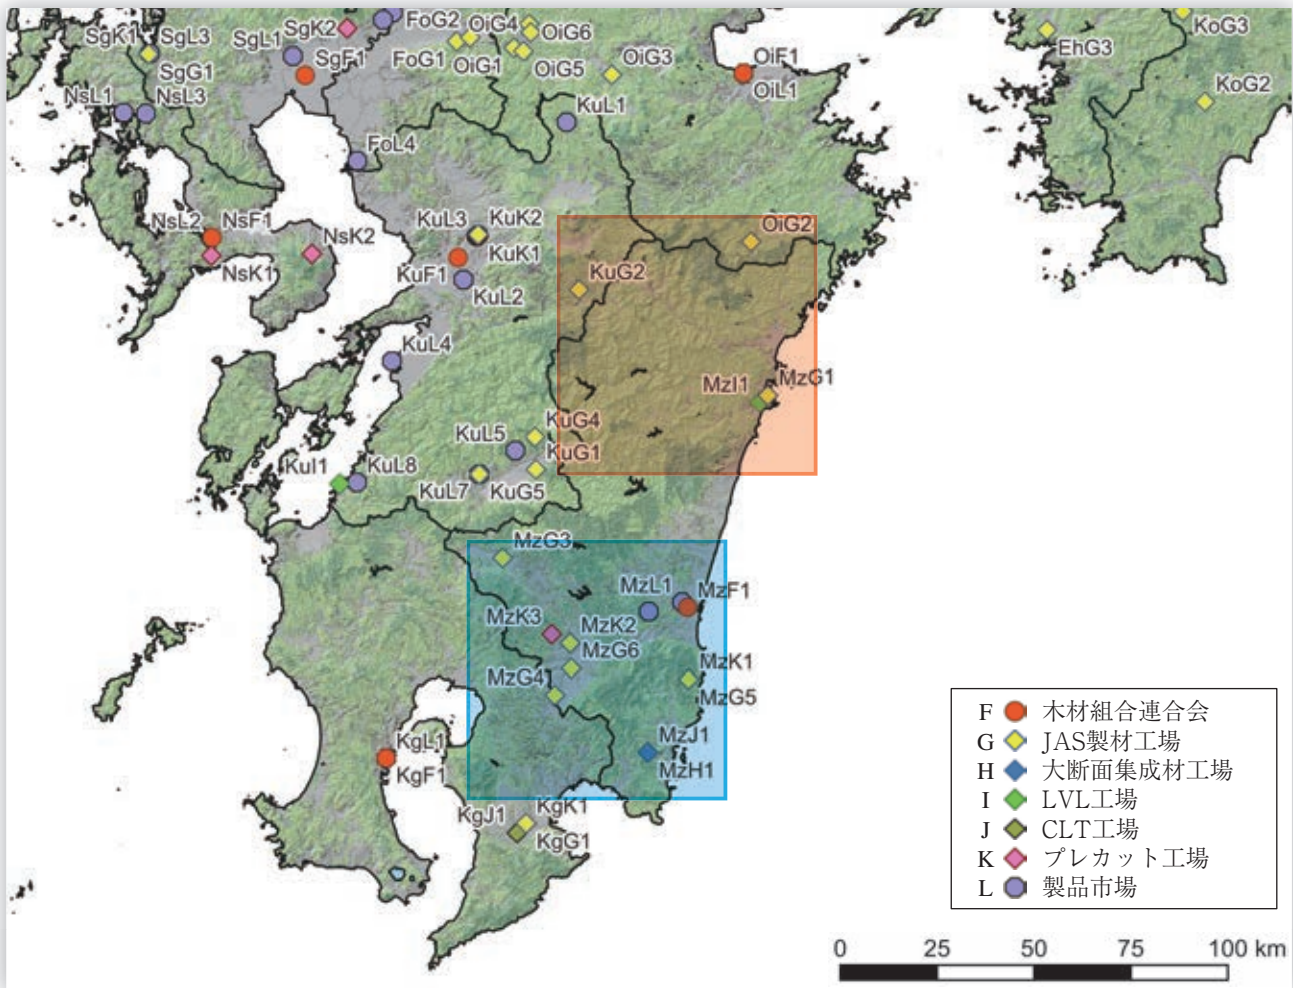 SgK1
SgL3
SgG1
SgL1
SgK2
SgF1
FoG2
FoG1
OiG4
OiG1
OiG6
OiG5
OiG3
OiF1
OiL1
EhG3
KoG3
KoG2
NsL1
NsL3
KuL1
FoL4
NsL2
NsF1
NsK1
NsK2
KuL3
KuK2
KuK1
KuF1
KuL2
OiG2
KuG2
KuL4
MzI1
MzG1
KuL5
KuG4
KuG1
KuI1
KuL8
KuL7
KuG5
MzG3
MzL1
MzF1
MzK3
MzK2
MzG6
MzG4
MzK1
MzG5
MzJ1
MzH1
KgL1
KgF1
KgJ1
KgK1
KgG1
F 木材組合連合会
G JAS製材工場
H 大断面集成材工場
I LVL工場
J CLT工場
K プレカット工場
L 製品市場
0 25 50 75 100 km